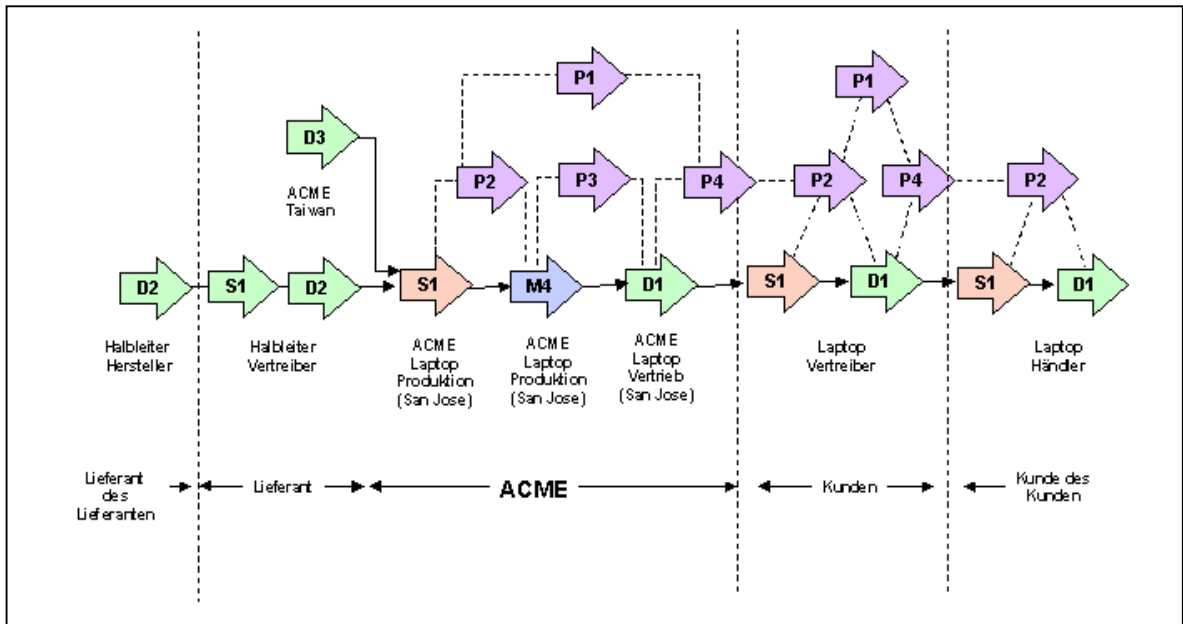 P1
P1
D3
P2
P3
P4
P2
P4
P2
ACME
Taiwan
D2
S1
D2
S1
M4
D1
S1
D1
S1
D1
Halbleiter
Hersteller
Halbleiter
Vertreiber
ACME
Laptop
Produktion
(San Jose)
ACME
Laptop
Produktion
(San Jose)
ACME
Laptop
Vertrieb
(San Jose)
Laptop
Vertreiber
Laptop
Händler
Lieferant
des
Lieferanten
Lieferant
ACME
Kunden
Kunde des
Kunden